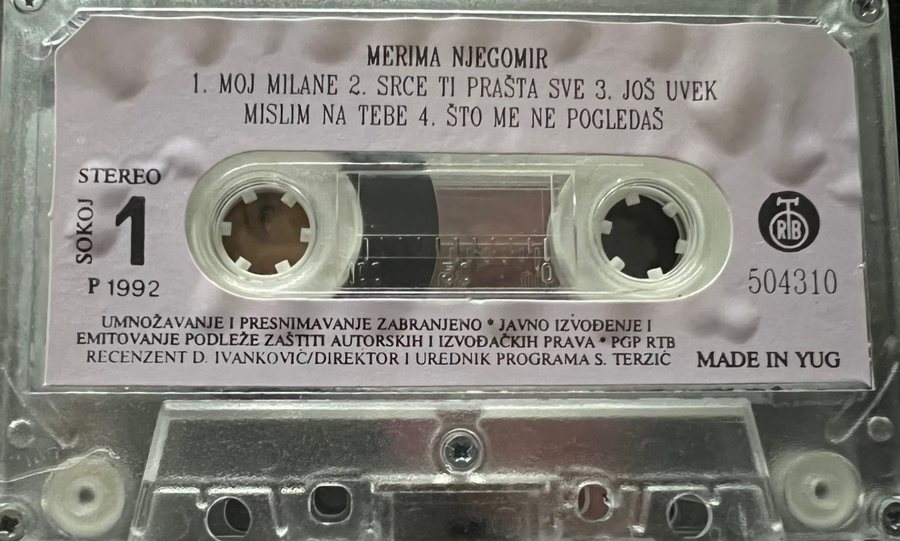 MERIMA NJEGOMIR
1. MOJ MILANE 2. SRCE TI PRAŠTA SVE 3. JOŠ UVEK
MISLIM NA TEBE 4. ŠTO ME NE POGLEDAŠ
STEREO
SOKOJ
1
P 1992
RTB
504310
UMNOŽAVANJE I PRESNIMAVANJE ZABRANJENO * JAVNO IZVOĐENJE I
EMITOVANJE PODLEŽE ZAŠTITI AUTORSKIH I IZVOĐAČKIH PRAVA * PGP RTB
RECENZENT D. IVANKOVIĆ/DIREKTOR I UREDNIK PROGRAMA S. TERZIĆ
MADE IN YUG